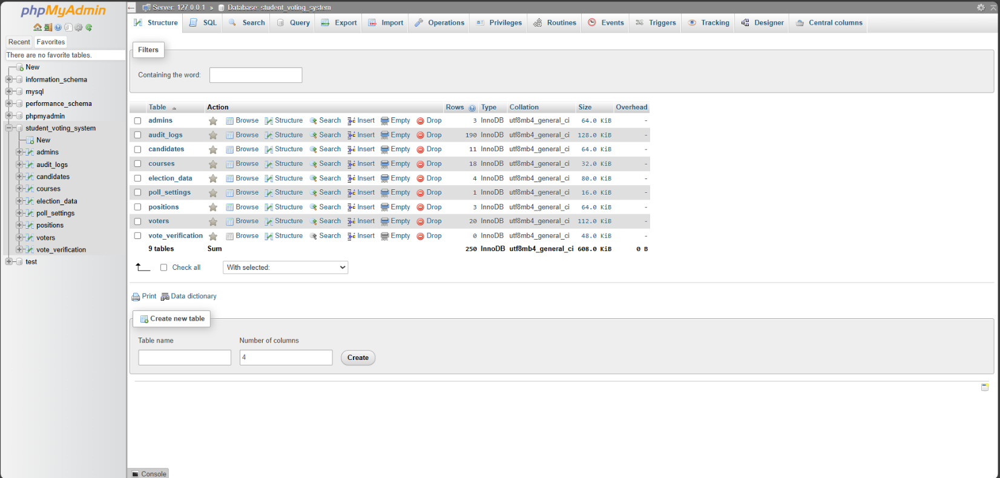 phpMyAdmin
Recent Favorites
There are no favorite tables.
New
information_schema
mysql
performance_schema
phpmyadmin
student_voting_system
New
admins
audit_logs
candidates
courses
election_data
poll_settings
positions
voters
vote_verification
test
Server: 127.0.0.1 » Database: student_voting_system
Structure SQL Search Query Export Import Operations Privileges Routines Events Triggers Tracking Designer Central columns
Filters
Containing the word:
Table Action Rows Type Collation Size Overhead
admins Browse Structure Search Insert Empty Drop 3 InnoDB utf8mb4_general_ci 64.0 KiB -
audit_logs Browse Structure Search Insert Empty Drop 190 InnoDB utf8mb4_general_ci 128.0 KiB -
candidates Browse Structure Search Insert Empty Drop 11 InnoDB utf8mb4_general_ci 64.0 KiB -
courses Browse Structure Search Insert Empty Drop 18 InnoDB utf8mb4_general_ci 32.0 KiB -
election_data Browse Structure Search Insert Empty Drop 4 InnoDB utf8mb4_general_ci 80.0 KiB -
poll_settings Browse Structure Search Insert Empty Drop 1 InnoDB utf8mb4_general_ci 16.0 KiB -
positions Browse Structure Search Insert Empty Drop 3 InnoDB utf8mb4_general_ci 64.0 KiB -
voters Browse Structure Search Insert Empty Drop 20 InnoDB utf8mb4_general_ci 112.0 KiB -
vote_verification Browse Structure Search Insert Empty Drop 0 InnoDB utf8mb4_general_ci 48.0 KiB -
9 tables Sum 250 InnoDB utf8mb4_general_ci 608.0 KiB 0 B
Check all With selected:
Print Data dictionary
Create new table
Table name Number of columns
4 Create
Console